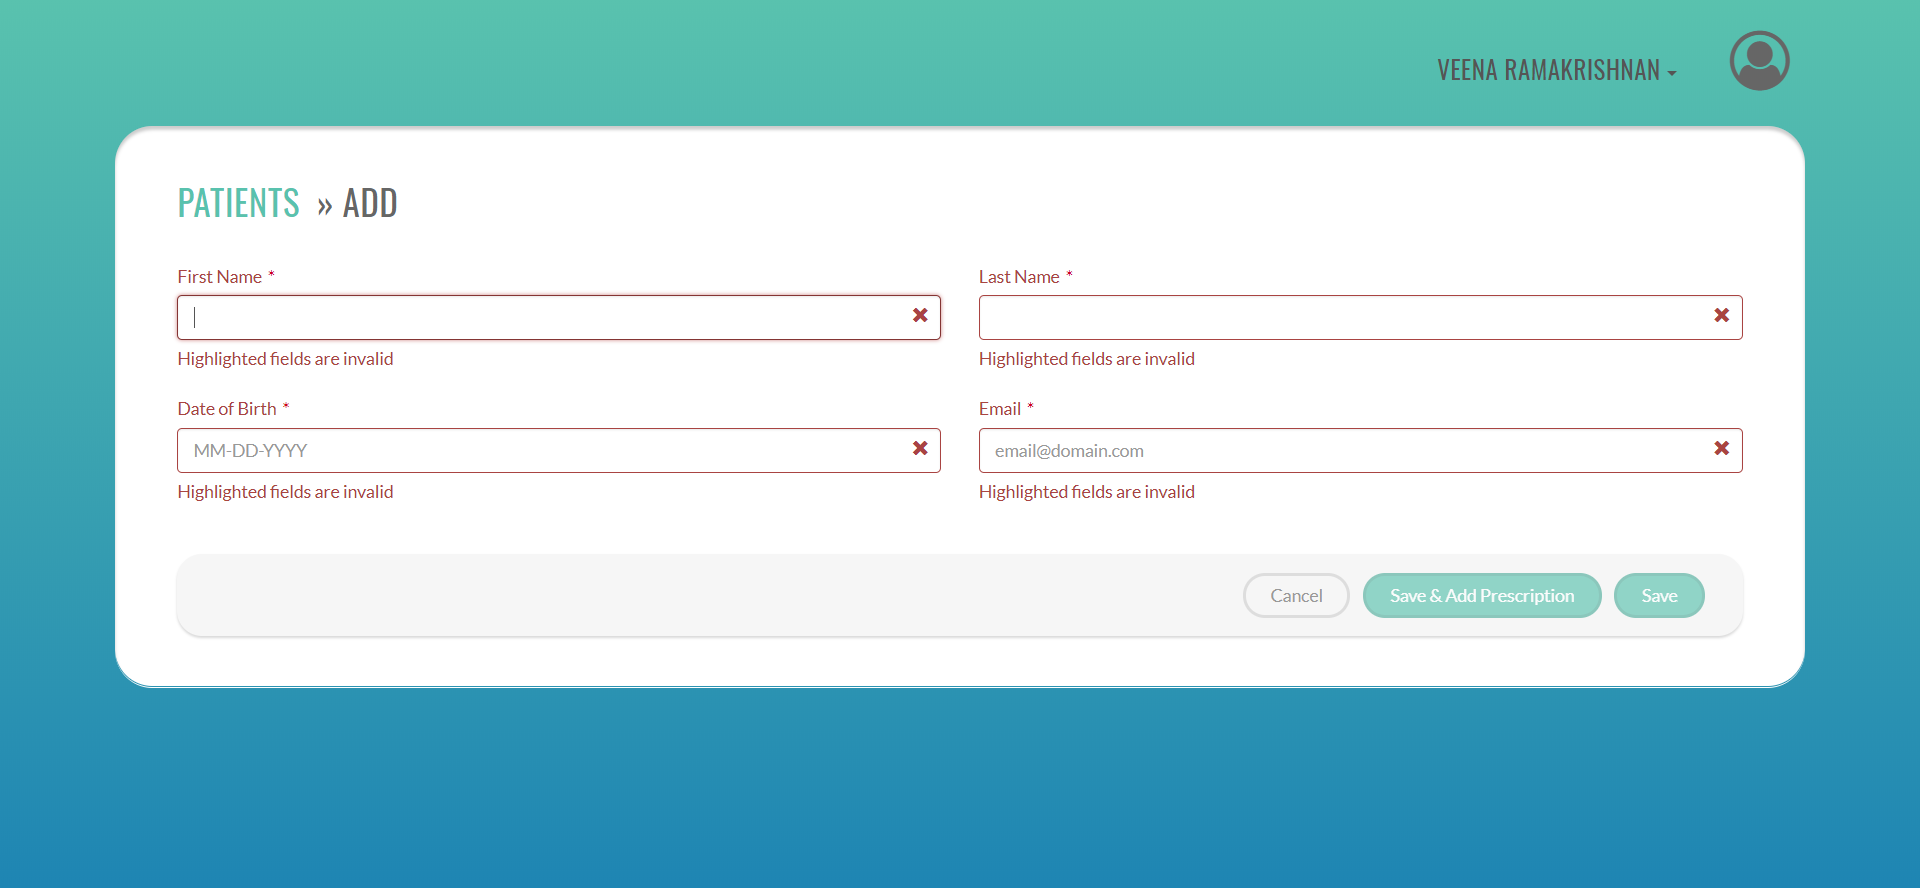 VEENA RAMAKRISHNAN
PATIENTS » ADD
First Name *
Last Name *
Highlighted fields are invalid
Highlighted fields are invalid
Date of Birth *
Email *
MM-DD-YYYY
email@domain.com
Highlighted fields are invalid
Highlighted fields are invalid
Cancel
Save & Add Prescription
Save